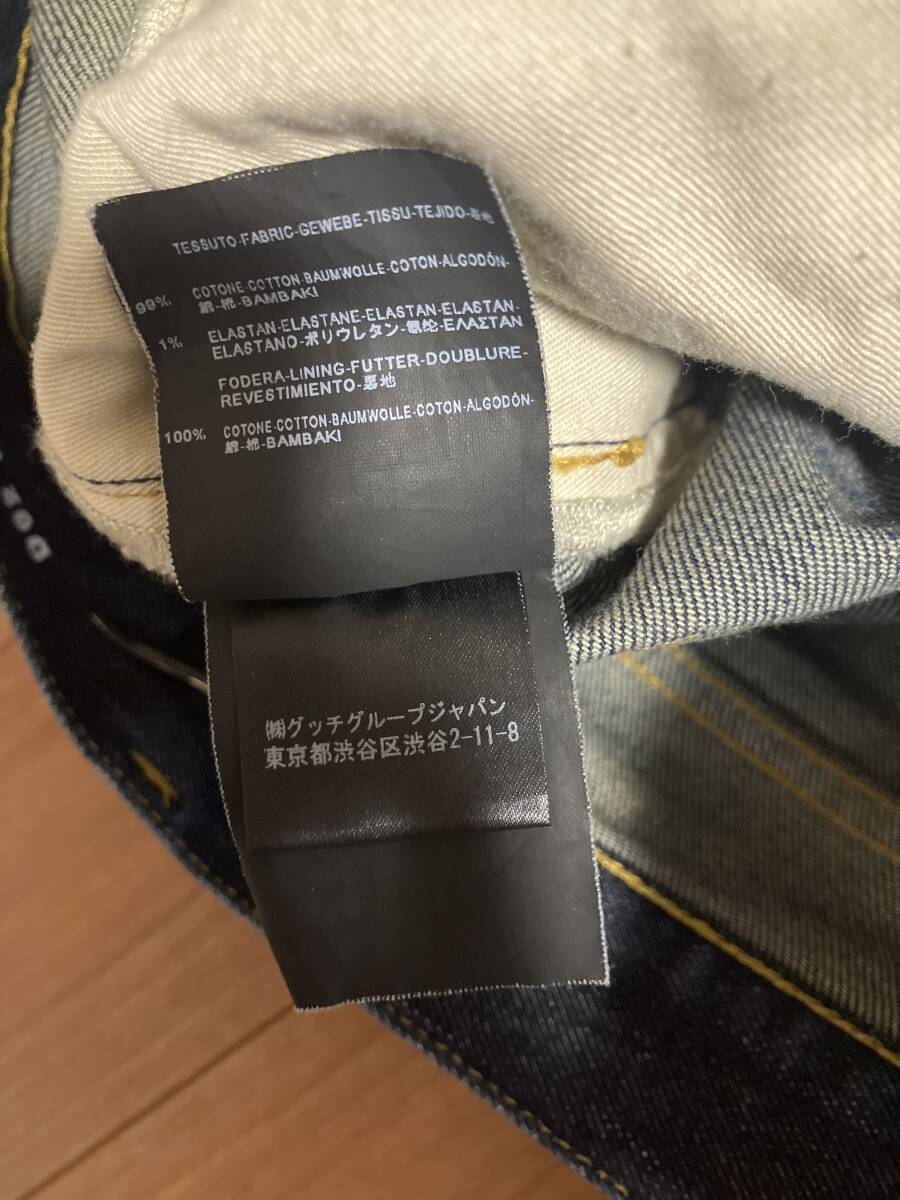 TESSUTO-FABRIC-GEWEBE-TISSU-TEJIDO-表地
99% COTONE-COTTON-BAUMWOLLE-COTON-ALGODÓN-
綿-棉-BAMBAKI
1% ELASTAN-ELASTANE-ELASTAN-ELASTAN-
ELASTANO-ポリウレタン-氨纶-ΕΛΑΣΤΑΝ
FODERA-LINING-FUTTER-DOUBLURE-
REVESTIMIENTO-裏地
100% COTONE-COTTON-BAUMWOLLE-COTON-ALGODÓN-
綿-棉-BAMBAKI
㈱グッチグループジャパン
東京都渋谷区渋谷2-11-8